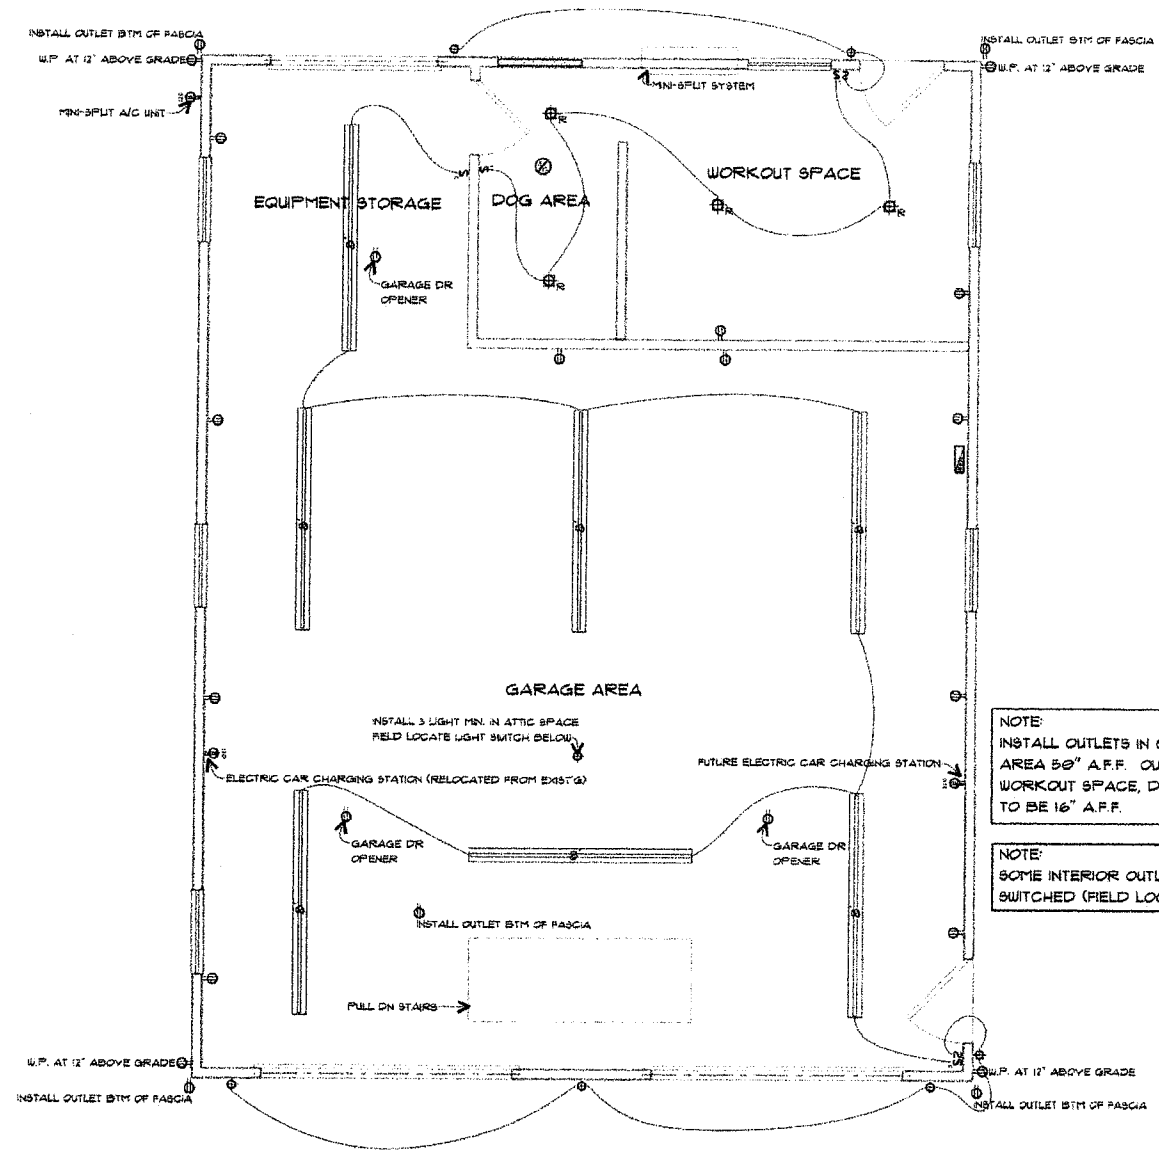 INSTALL OUTLET BTM OF FASCIA
W.P. AT 12" ABOVE GRADE
MINI-SPLIT A/C UNIT
INSTALL OUTLET BTM OF FASCIA
W.P. AT 12" ABOVE GRADE
MINI-SPLIT SYSTEM
EQUIPMENT STORAGE
DOG AREA
WORKOUT SPACE
R
R
R
R
GARAGE DR
OPENER
GARAGE AREA
INSTALL 3 LIGHT MIN. IN ATTIC SPACE
FIELD LOCATE LIGHT SWITCH BELOW
ELECTRIC CAR CHARGING STATION (RELOCATED FROM EXIST'G)
FUTURE ELECTRIC CAR CHARGING STATION
NOTE:
INSTALL OUTLETS IN
AREA 50" A.F.F. OU
WORKOUT SPACE, D
TO BE 16" A.F.F.
GARAGE DR
OPENER
GARAGE DR
OPENER
NOTE:
SOME INTERIOR OUTL
SWITCHED (FIELD LOC
INSTALL OUTLET BTM OF FASCIA
PULL DN STAIRS
W.P. AT 12" ABOVE GRADE
INSTALL OUTLET BTM OF FASCIA
W.P. AT 12" ABOVE GRADE
INSTALL OUTLET BTM OF FASCIA